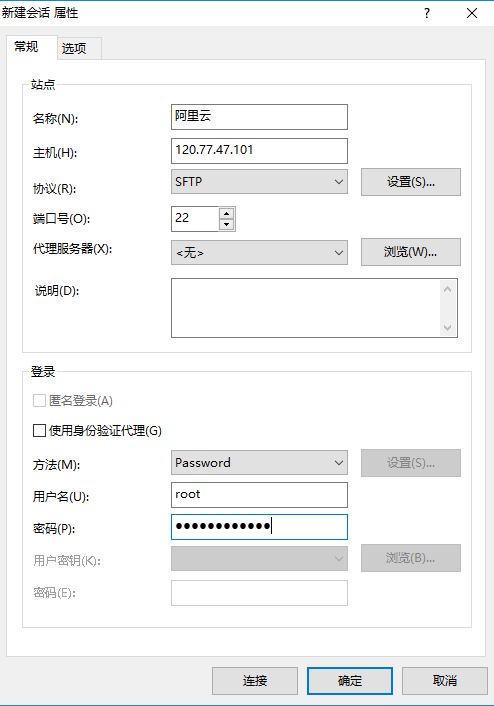 新建会话 属性 ?
常规 选项
站点
名称(N): 阿里云
主机(H): 120.77.47.101
协议(R): SFTP 设置(S)...
端口号(O): 22
代理服务器(X): <无> 浏览(W)...
说明(D):
登录
匿名登录(A)
使用身份验证代理(G)
方法(M): Password 设置(S)...
用户名(U): root
密码(P): ●●●●●●●●●●●●
用户密钥(K): 浏览(B)...
密码(E):
连接 确定 取消